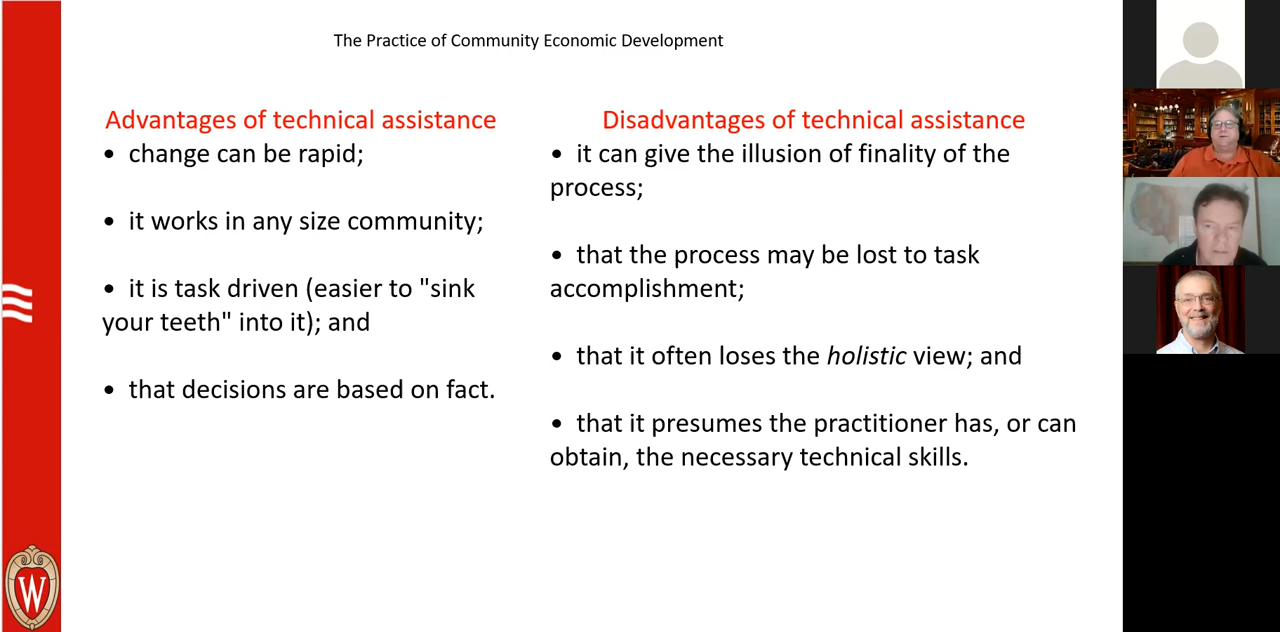 The Practice of Community Economic Development
Advantages of technical assistance
• change can be rapid;
• it works in any size community;
• it is task driven (easier to "sink
your teeth" into it); and
• that decisions are based on fact.
Disadvantages of technical assistance
• it can give the illusion of finality of the
process;
• that the process may be lost to task
accomplishment;
• that it often loses the holistic view; and
• that it presumes the practitioner has, or can
obtain, the necessary technical skills.
W